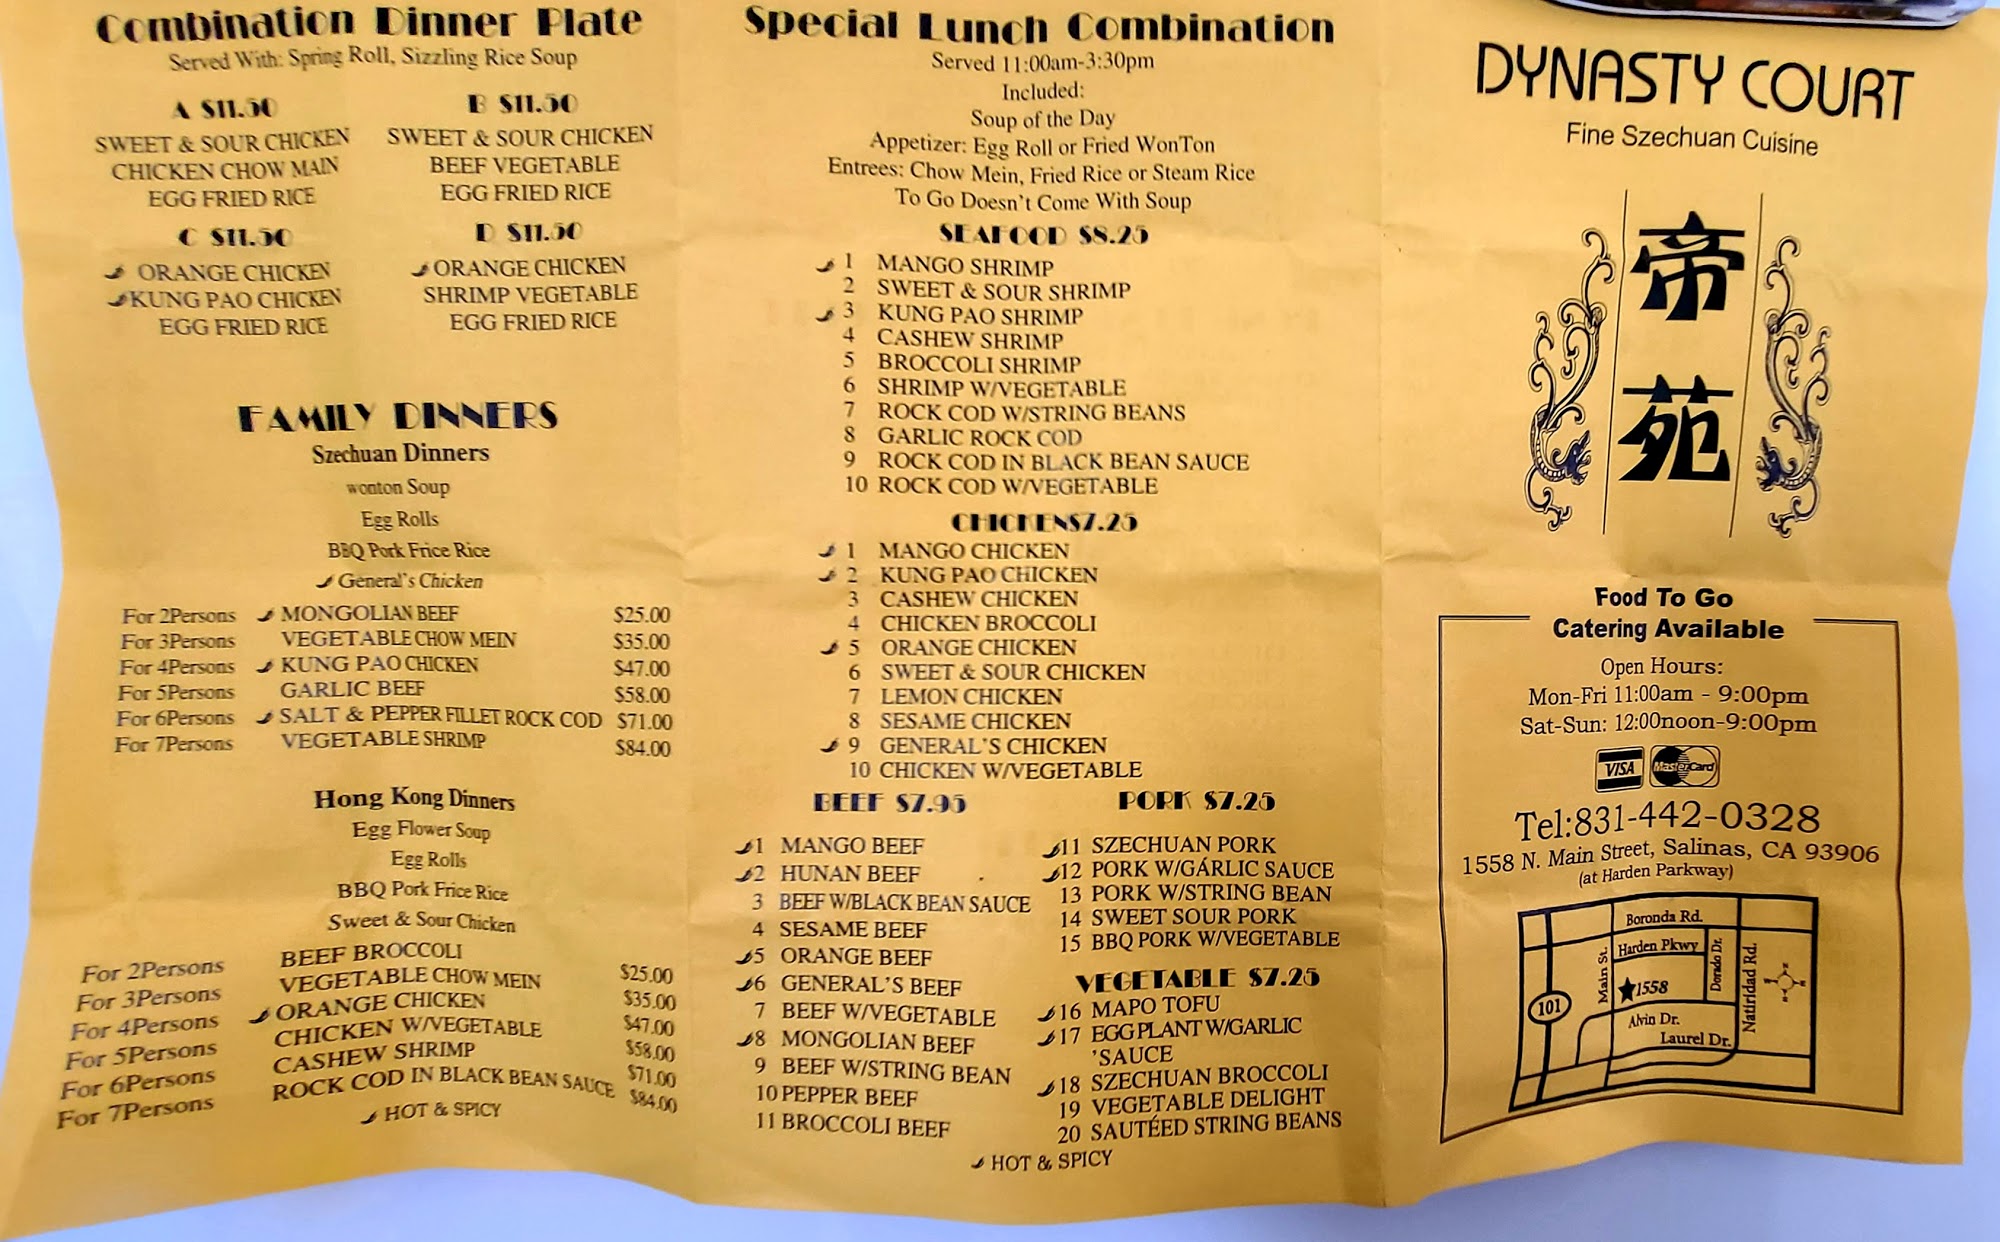 Combination Dinner Plate
Served With: Spring Roll, Sizzling Rice Soup
A $11.50
SWEET & SOUR CHICKEN
CHICKEN CHOW MAIN
EGG FRIED RICE
B $11.50
SWEET & SOUR CHICKEN
BEEF VEGETABLE
EGG FRIED RICE
C $11.50
ORANGE CHICKEN
KUNG PAO CHICKEN
EGG FRIED RICE
D $11.50
ORANGE CHICKEN
SHRIMP VEGETABLE
EGG FRIED RICE
FAMILY DINNERS
Szechuan Dinners
wonton Soup
Egg Rolls
BBQ Pork Frice Rice
General's Chicken
For 2Persons MONGOLIAN BEEF $25.00
For 3Persons VEGETABLE CHOW MEIN $35.00
For 4Persons KUNG PAO CHICKEN $47.00
For 5Persons GARLIC BEEF $58.00
For 6Persons SALT & PEPPER FILLET ROCK COD $71.00
For 7Persons VEGETABLE SHRIMP $84.00
Hong Kong Dinners
Egg Flower Soup
Egg Rolls
BBQ Pork Frice Rice
Sweet & Sour Chicken
For 2Persons BEEF BROCCOLI $25.00
For 3Persons VEGETABLE CHOW MEIN $35.00
For 4Persons ORANGE CHICKEN $47.00
For 5Persons CHICKEN W/VEGETABLE $58.00
For 6Persons CASHEW SHRIMP $71.00
For 7Persons ROCK COD IN BLACK BEAN SAUCE $84.00
HOT & SPICY
Special Lunch Combination
Served 11:00am-3:30pm
Included:
Soup of the Day
Appetizer: Egg Roll or Fried WonTon
Entrees: Chow Mein, Fried Rice or Steam Rice
To Go Doesn't Come With Soup
SEAFOOD $8.25
1 MANGO SHRIMP
2 SWEET & SOUR SHRIMP
3 KUNG PAO SHRIMP
4 CASHEW SHRIMP
5 BROCCOLI SHRIMP
6 SHRIMP W/VEGETABLE
7 ROCK COD W/STRING BEANS
8 GARLIC ROCK COD
9 ROCK COD IN BLACK BEAN SAUCE
10 ROCK COD W/VEGETABLE
CHICKEN$7.25
1 MANGO CHICKEN
2 KUNG PAO CHICKEN
3 CASHEW CHICKEN
4 CHICKEN BROCCOLI
5 ORANGE CHICKEN
6 SWEET & SOUR CHICKEN
7 LEMON CHICKEN
8 SESAME CHICKEN
9 GENERAL'S CHICKEN
10 CHICKEN W/VEGETABLE
BEEF $7.95
1 MANGO BEEF
2 HUNAN BEEF
3 BEEF W/BLACK BEAN SAUCE
4 SESAME BEEF
5 ORANGE BEEF
6 GENERAL'S BEEF
7 BEEF W/VEGETABLE
8 MONGOLIAN BEEF
9 BEEF W/STRING BEAN
10 PEPPER BEEF
11 BROCCOLI BEEF
PORK $7.25
11 SZECHUAN PORK
12 PORK W/GARLIC SAUCE
13 PORK W/STRING BEAN
14 SWEET SOUR PORK
15 BBQ PORK W/VEGETABLE
VEGETABLE $7.25
16 MAPO TOFU
17 EGGPLANT W/GARLIC
'SAUCE
18 SZECHUAN BROCCOLI
19 VEGETABLE DELIGHT
20 SAUTÉED STRING BEANS
HOT & SPICY
DYNASTY COURT
Fine Szechuan Cuisine
帝
苑
Food To Go
Catering Available
Open Hours:
Mon-Fri 11:00am - 9:00pm
Sat-Sun: 12:00noon-9:00pm
VISA MasterCard
Tel:831-442-0328
1558 N. Main Street, Salinas, CA 93906
(at Harden Parkway)
Boronda Rd.
Harden Pkwy
Main St.
Dorado Dr.
Natiridad Rd.
1558
101
Alvin Dr.
Laurel Dr.